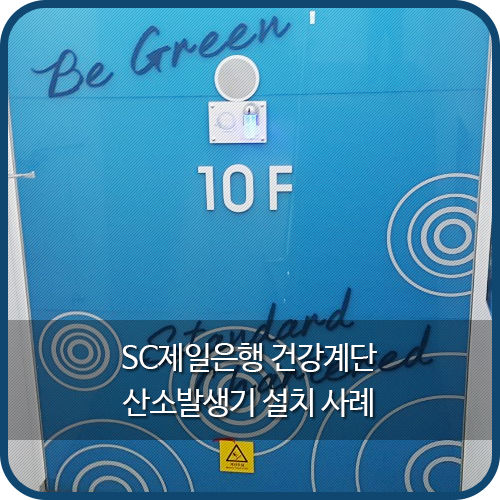 Be Green
10 F
Standard
Chartered
SC제일은행 건강계단
산소발생기 설치 사례